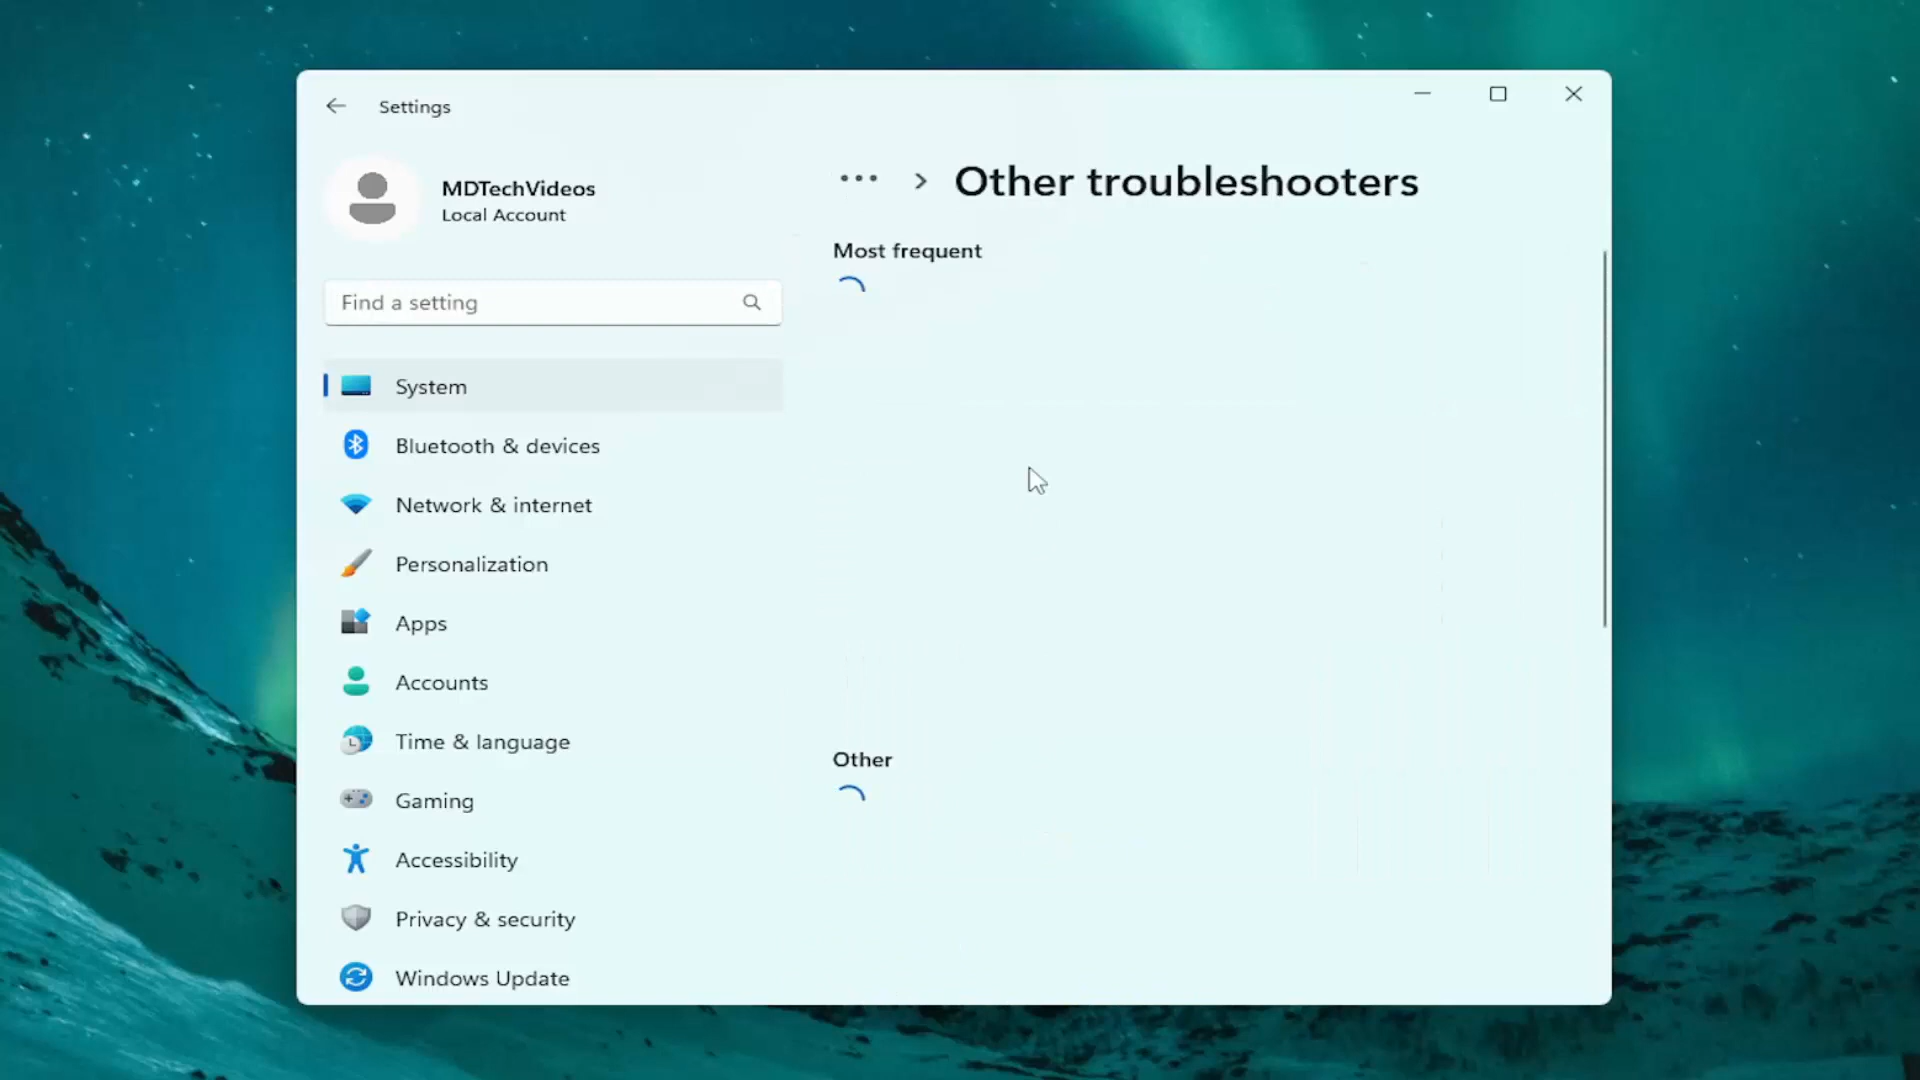 Settings
MDTechVideos
Local Account
Find a setting
System
Bluetooth & devices
Network & internet
Personalization
Apps
Accounts
Time & language
Gaming
Accessibility
Privacy & security
Windows Update
... > Other troubleshooters
Most frequent
Other